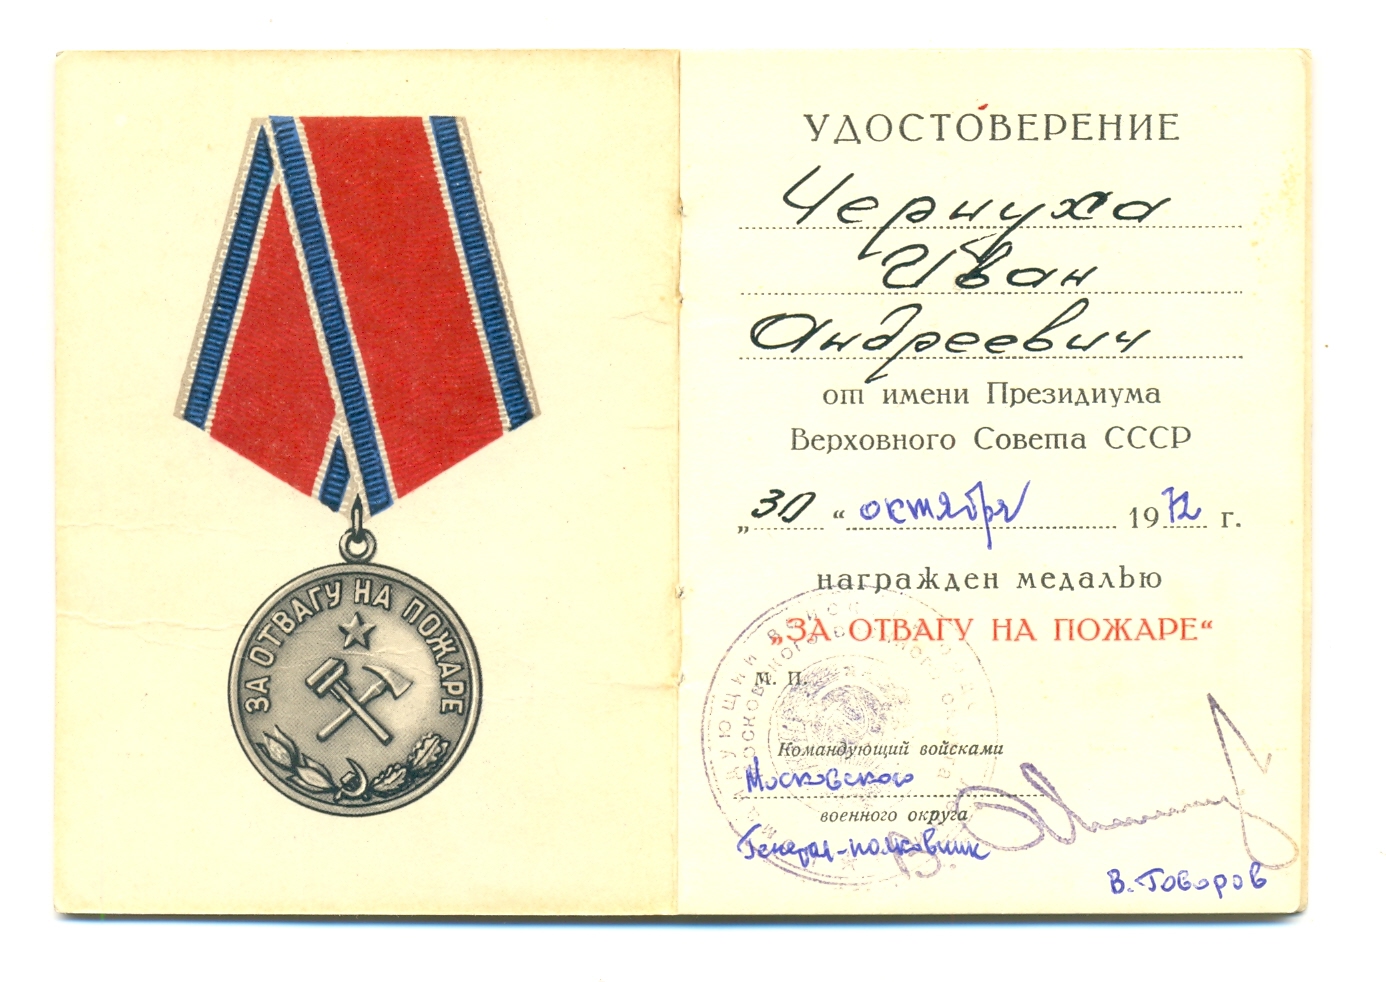 ЗА ОТВАГУ НА ПОЖАРЕ
УДОСТОВЕРЕНИЕ
Чернуха
Иван
Андреевич
от имени Президиума
Верховного Совета СССР
„30“ октября 1972 г.
награжден медалью
„ЗА ОТВАГУ НА ПОЖАРЕ“
М. П.
Командующий войсками
Московского
военного округа
Генерал-полковник
В. Говоров